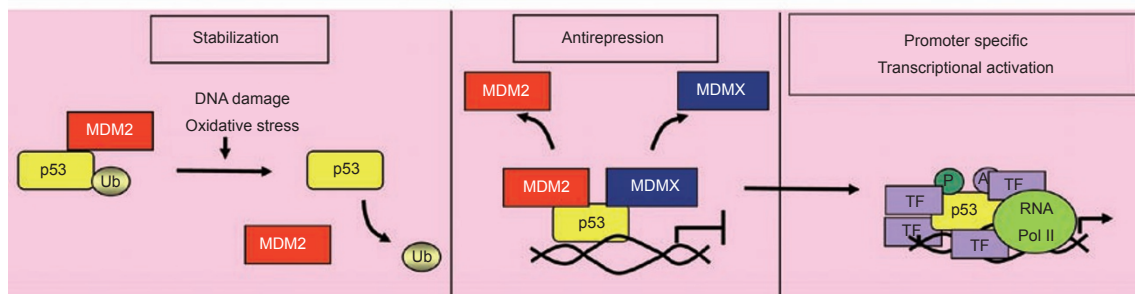 Stabilization
DNA damage
Oxidative stress
MDM2
p53
Ub
p53
MDM2
Ub
Antirepression
MDM2
MDMX
MDM2
MDMX
p53
Promoter specific
Transcriptional activation
P
A
TF
TF
p53
RNA
Pol II
TF
TF